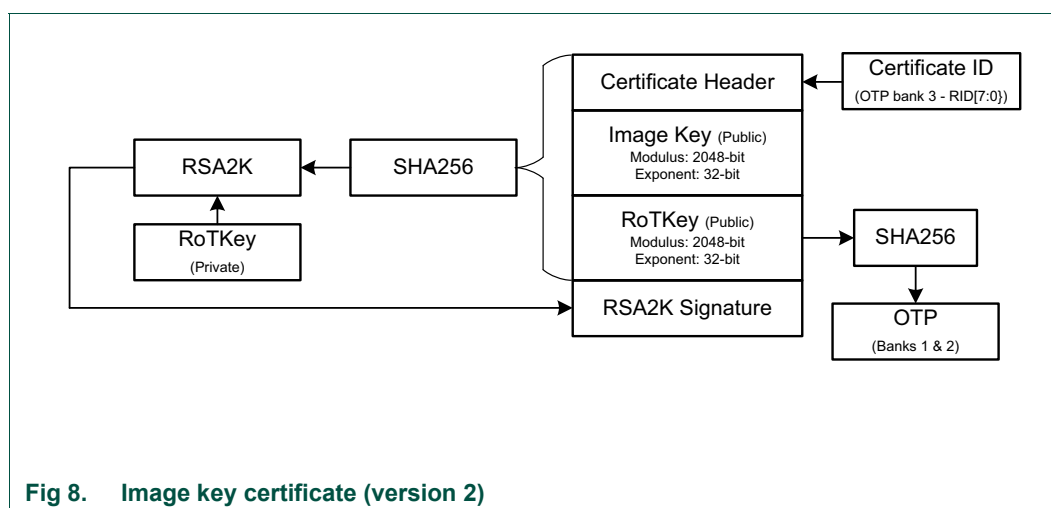 Certificate Header
Certificate ID
(OTP bank 3 - RID[7:0})
Image Key (Public)
Modulus: 2048-bit
Exponent: 32-bit
RSA2K
SHA256
RoTKey (Public)
Modulus: 2048-bit
Exponent: 32-bit
SHA256
RoTKey
(Private)
RSA2K Signature
OTP
(Banks 1 & 2)
Fig 8. Image key certificate (version 2)